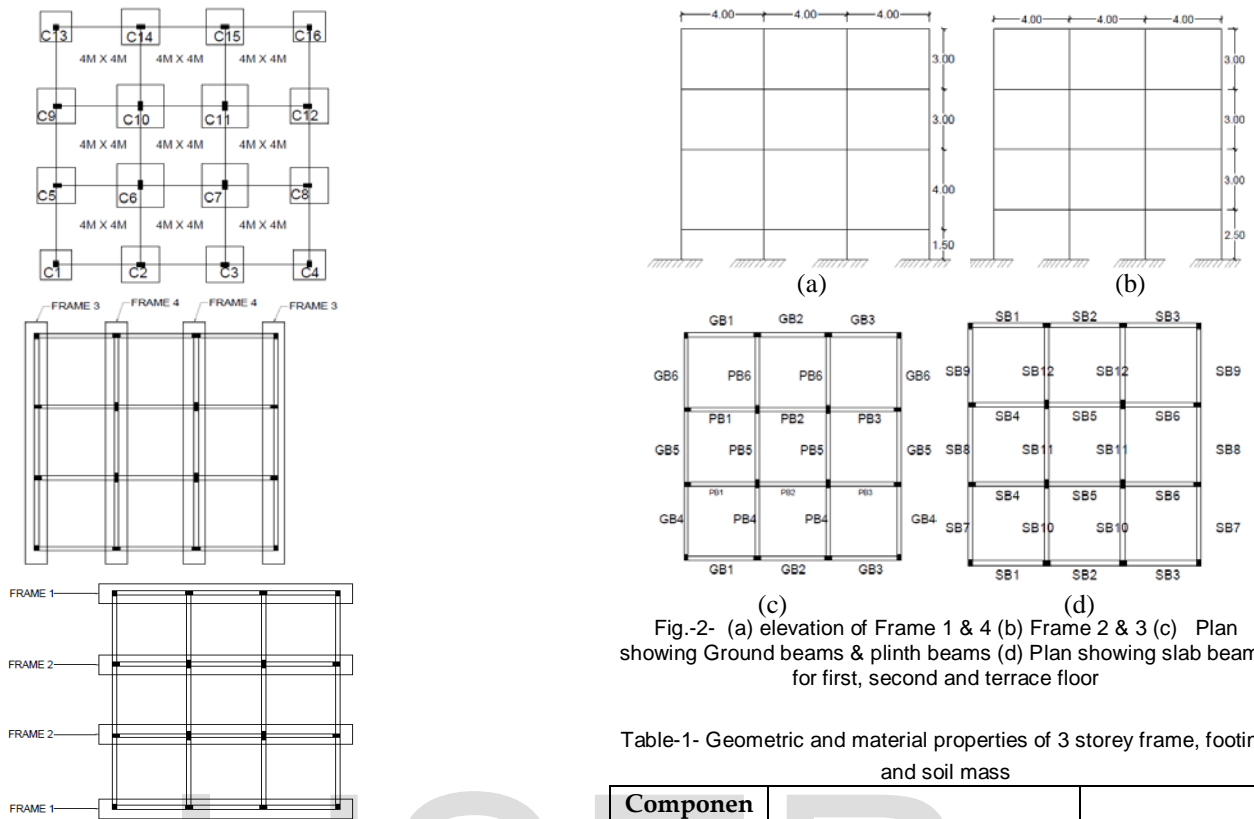 C13 C14 C15 C16
4M X 4M 4M X 4M 4M X 4M
C9 C10 C11 C12
4M X 4M 4M X 4M 4M X 4M
C5 C6 C7 C8
4M X 4M 4M X 4M 4M X 4M
C1 C2 C3 C4
FRAME 3 FRAME 4 FRAME 4 FRAME 3
FRAME 1
FRAME 2
FRAME 2
FRAME 1
4.00 4.00 4.00
3.00
3.00
4.00
1.50
(a)
4.00 4.00 4.00
3.00
3.00
3.00
2.50
(b)
GB1 GB2 GB3
GB6 PB6 PB6 GB6
PB1 PB2 PB3
GB5 PB5 PB5 GB5
PB1 PB2 PB3
GB4 PB4 PB4 GB4
GB1 GB2 GB3
(c)
SB1 SB2 SB3
SB9 SB12 SB12 SB9
SB4 SB5 SB6
SB8 SB11 SB11 SB8
SB4 SB5 SB6
SB7 SB10 SB10 SB7
SB1 SB2 SB3
(d)
Fig.-2- (a) elevation of Frame 1 & 4 (b) Frame 2 & 3 (c) Plan
showing Ground beams & plinth beams (d) Plan showing slab beam
for first, second and terrace floor
Table-1- Geometric and material properties of 3 storey frame, footin
and soil mass
Componen